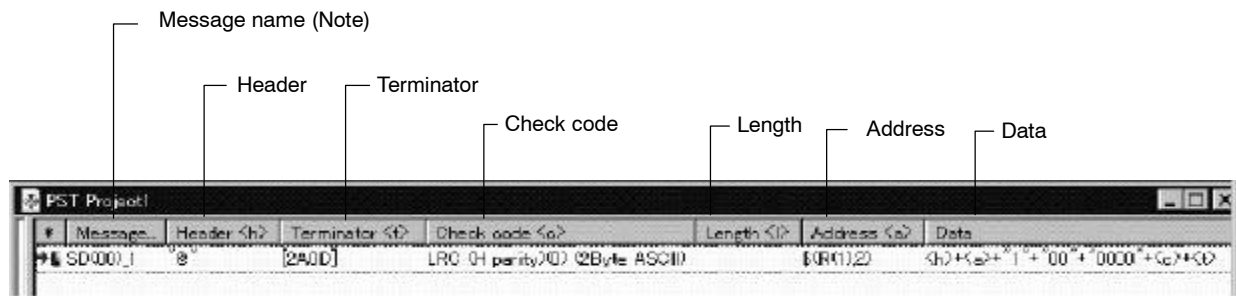 Message name (Note)
Header
Terminator
Check code
Length
Address
Data
PST Project1
* Message... Header <h> Terminator <t> Check code <c> Length <l> Address <a> Data
SD(00)_1 "@" [2A0D] LRC (H parity)(0) (2Byte ASCII) $(R(1),2) <h>+<a>+"1"+"00"+"0000"+<c>+<t>